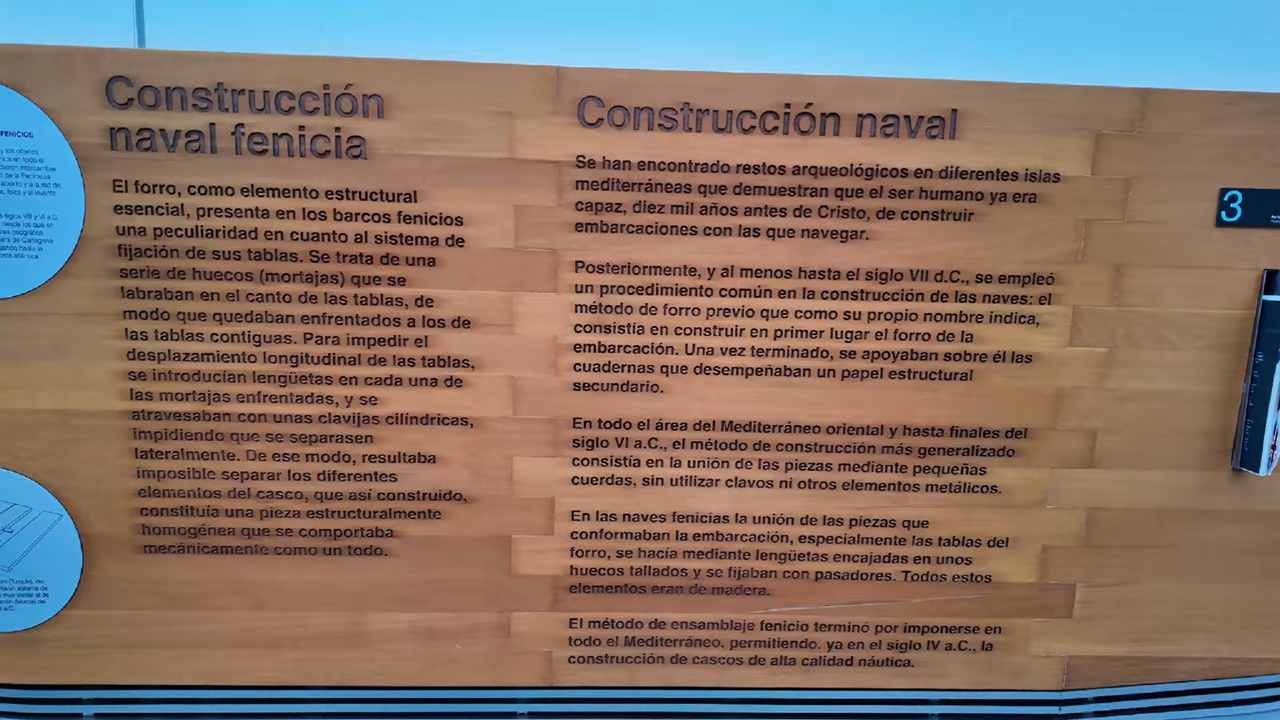 FENICIOS
Construcción
naval fenicia
El forro, como elemento estructural
esencial, presenta en los barcos fenicios
una peculiaridad en cuanto al sistema de
fijación de sus tablas. Se trata de una
serie de huecos (mortajas) que se
labraban en el canto de las tablas, de
modo que quedaban enfrentados a los de
las tablas contiguas. Para impedir el
desplazamiento longitudinal de las tablas,
se introducían lengüetas en cada una de
las mortajas enfrentadas, y se
atravesaban con unas clavijas cilíndricas,
impidiendo que se separasen
lateralmente. De ese modo, resultaba
imposible separar los diferentes
elementos del casco, que así construido,
constituía una pieza estructuralmente
homogénea que se comportaba
mecánicamente como un todo.
Construcción naval
Se han encontrado restos arqueológicos en diferentes islas
mediterráneas que demuestran que el ser humano ya era
capaz, diez mil años antes de Cristo, de construir
embarcaciones con las que navegar.
Posteriormente, y al menos hasta el siglo VII d.C., se empleó
un procedimiento común en la construcción de las naves: el
método de forro previo que como su propio nombre indica,
consistía en construir en primer lugar el forro de la
embarcación. Una vez terminado, se apoyaban sobre él las
cuadernas que desempeñaban un papel estructural
secundario.
En todo el área del Mediterráneo oriental y hasta finales del
siglo VI a.C., el método de construcción más generalizado
consistía en la unión de las piezas mediante pequeñas
cuerdas, sin utilizar clavos ni otros elementos metálicos.
En las naves fenicias la unión de las piezas que
conformaban la embarcación, especialmente las tablas del
forro, se hacía mediante lengüetas encajadas en unos
huecos tallados y se fijaban con pasadores. Todos estos
elementos eran de madera.
El método de ensamblaje fenicio terminó por imponerse en
todo el Mediterráneo, permitiendo, ya en el siglo IV a.C., la
construcción de cascos de alta calidad náutica.
3